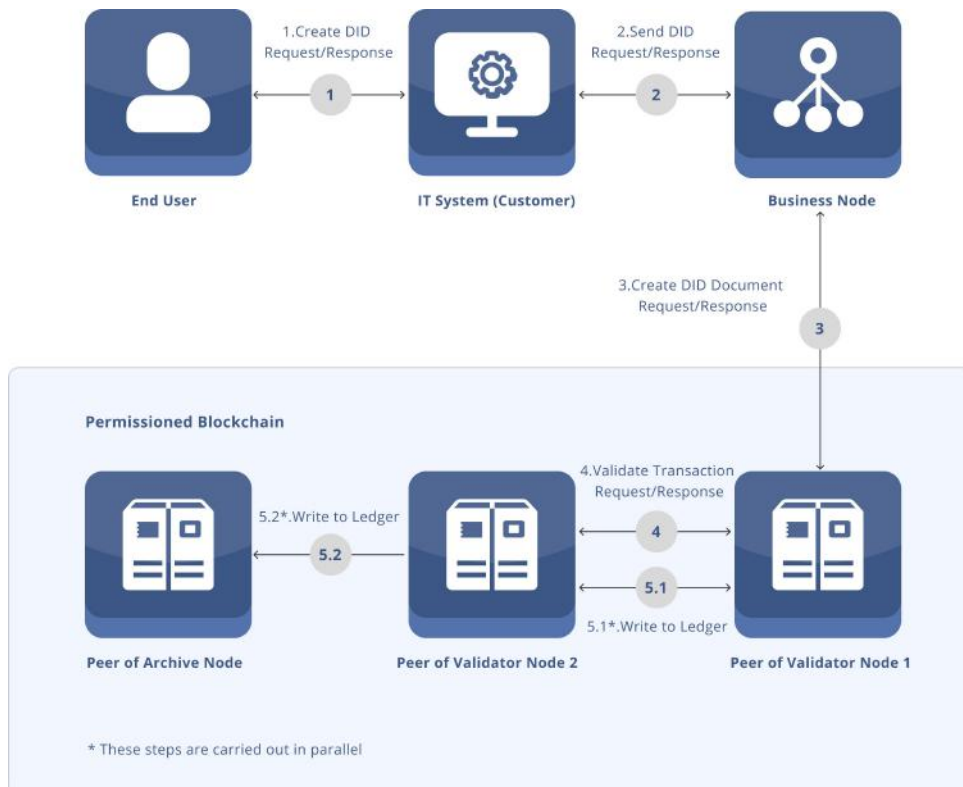 1.Create DID
Request/Response
1
End User
IT System (Customer)
2.Send DID
Request/Response
2
Business Node
3.Create DID Document
Request/Response
3
Permissioned Blockchain
4.Validate Transaction
Request/Response
4
5.2*.Write to Ledger
5.2
5.1
5.1*.Write to Ledger
Peer of Archive Node
Peer of Validator Node 2
Peer of Validator Node 1
* These steps are carried out in parallel